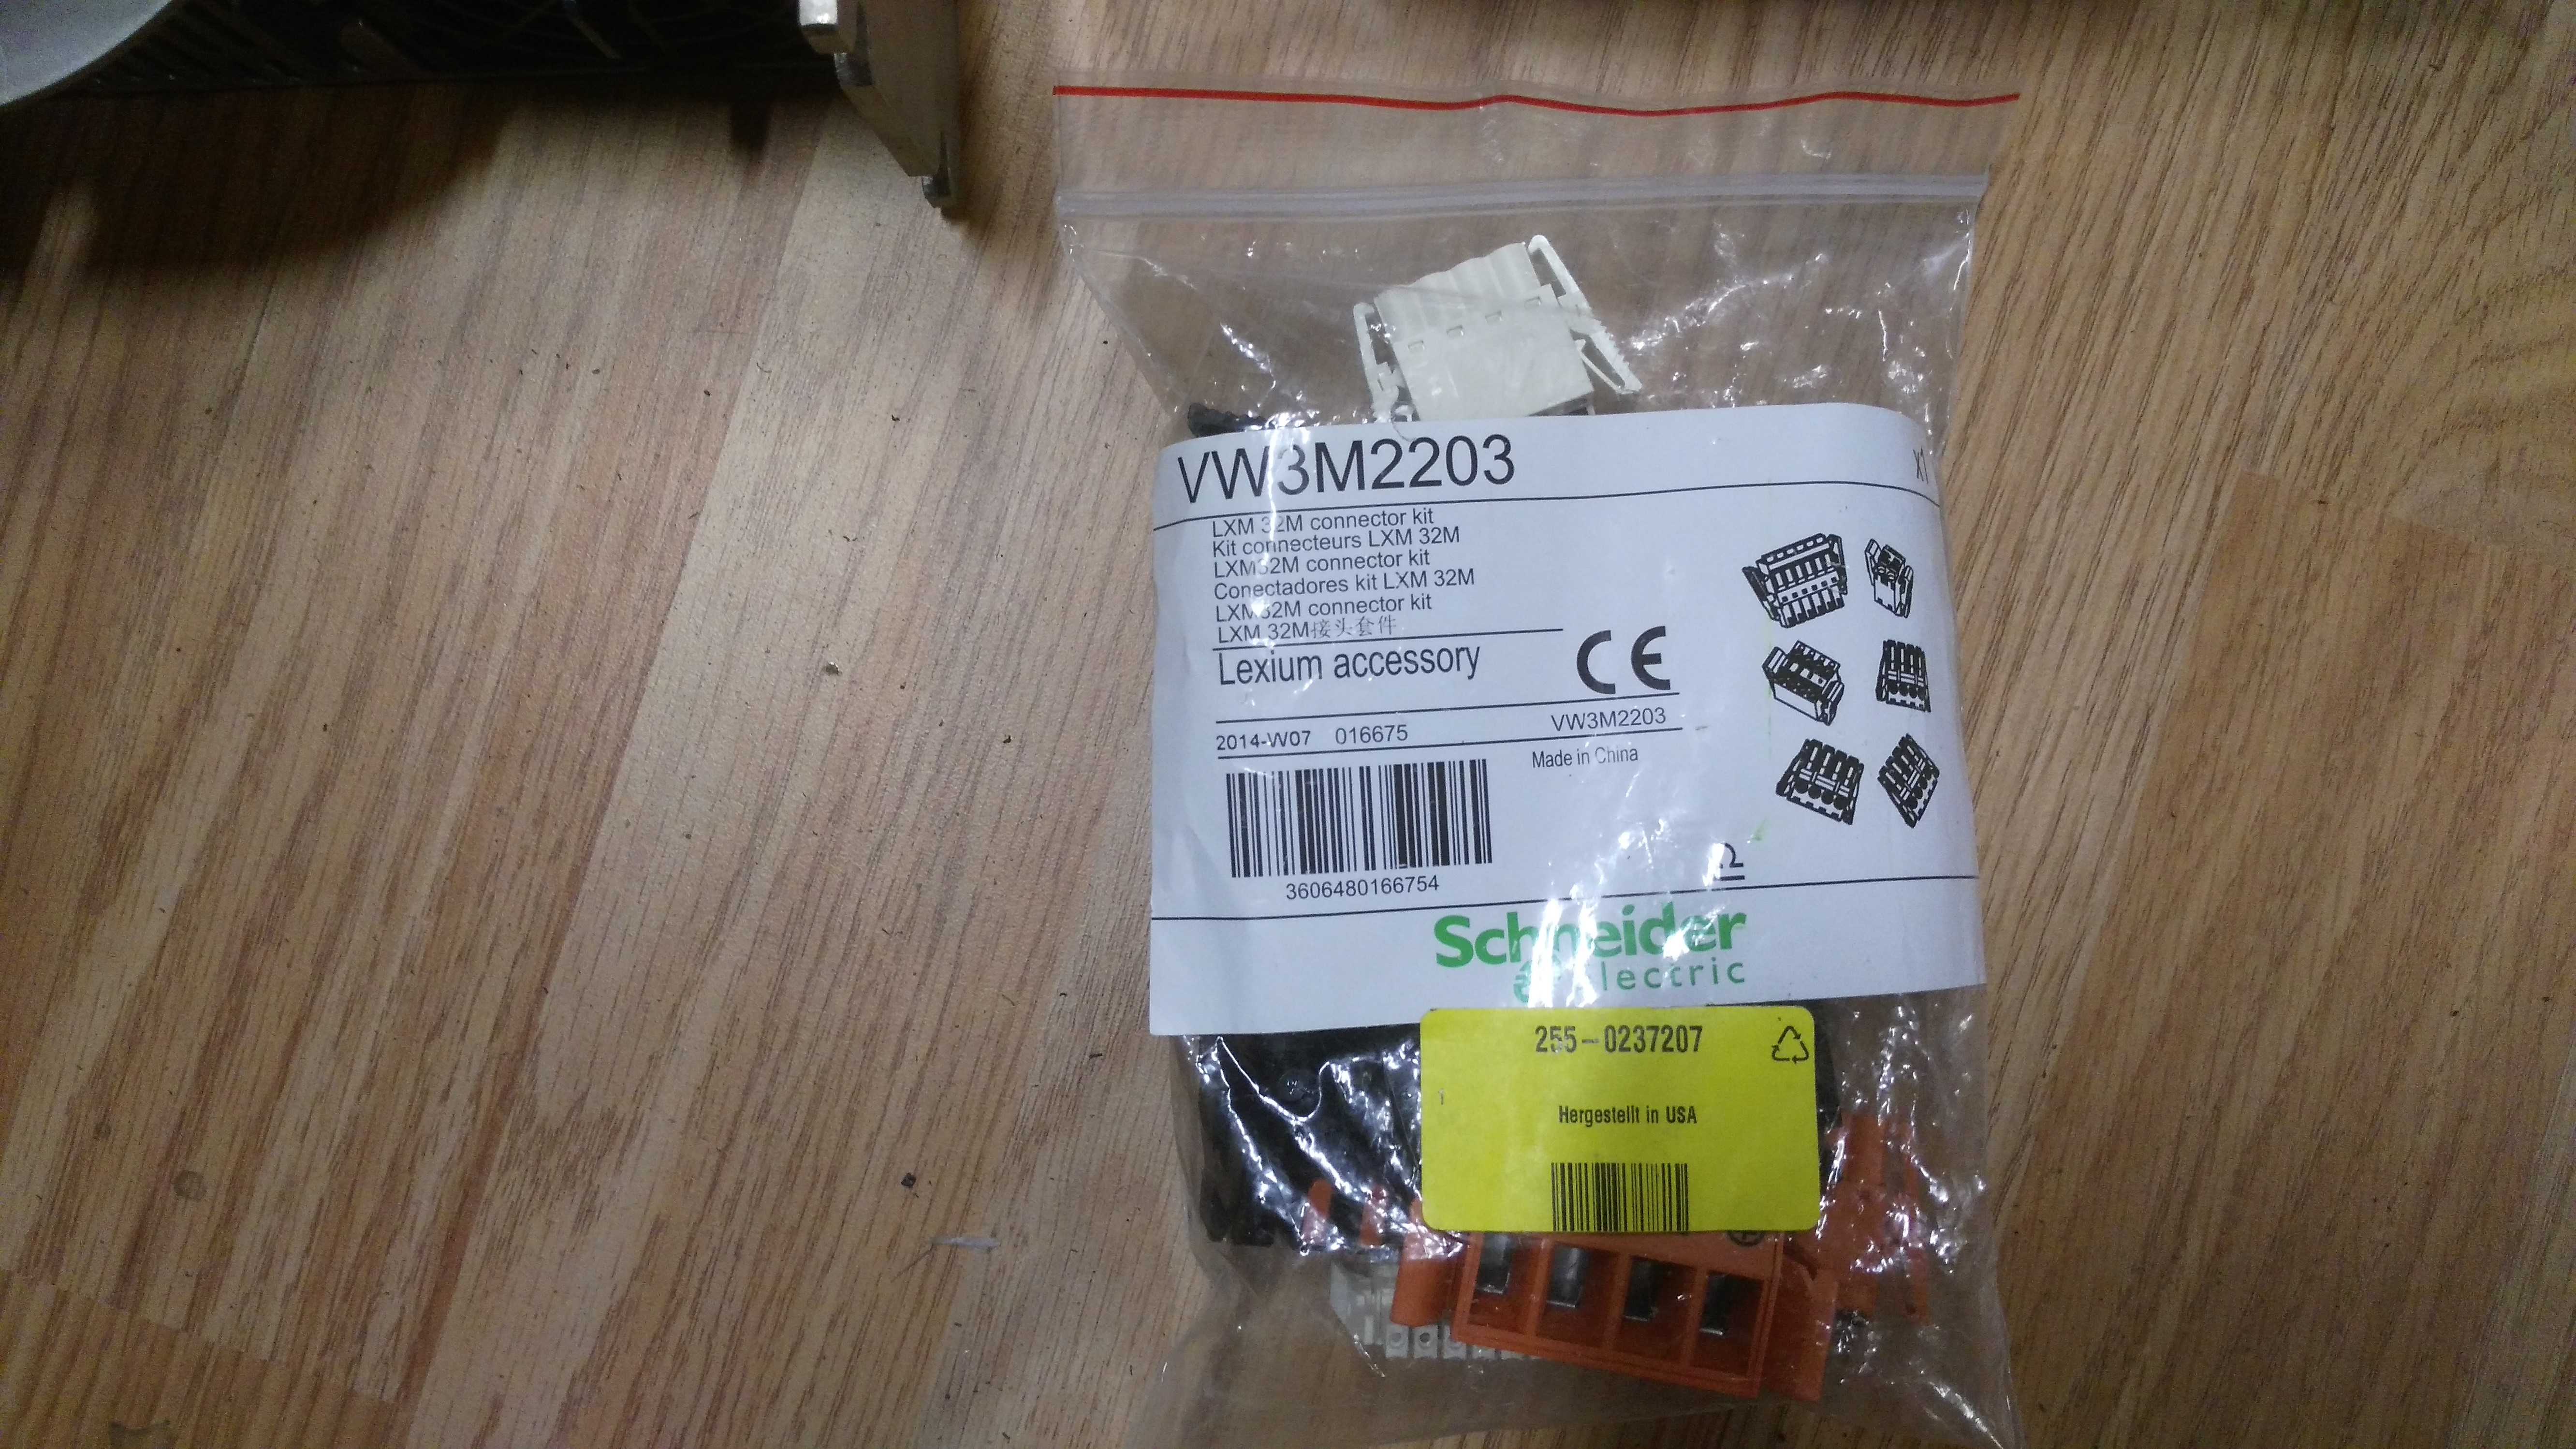 VW3M2203
X1
LXM 32M connector kit
Kit connecteurs LXM 32M
LXM32M connector kit
Conectadores kit LXM 32M
LXM32M connector kit
LXM 32M接头套件
Lexium accessory
CE
2014-W07 016675 VW3M2203
Made in China
3606480166754
Schneider
Electric
255-0237207
Hergestellt in USA